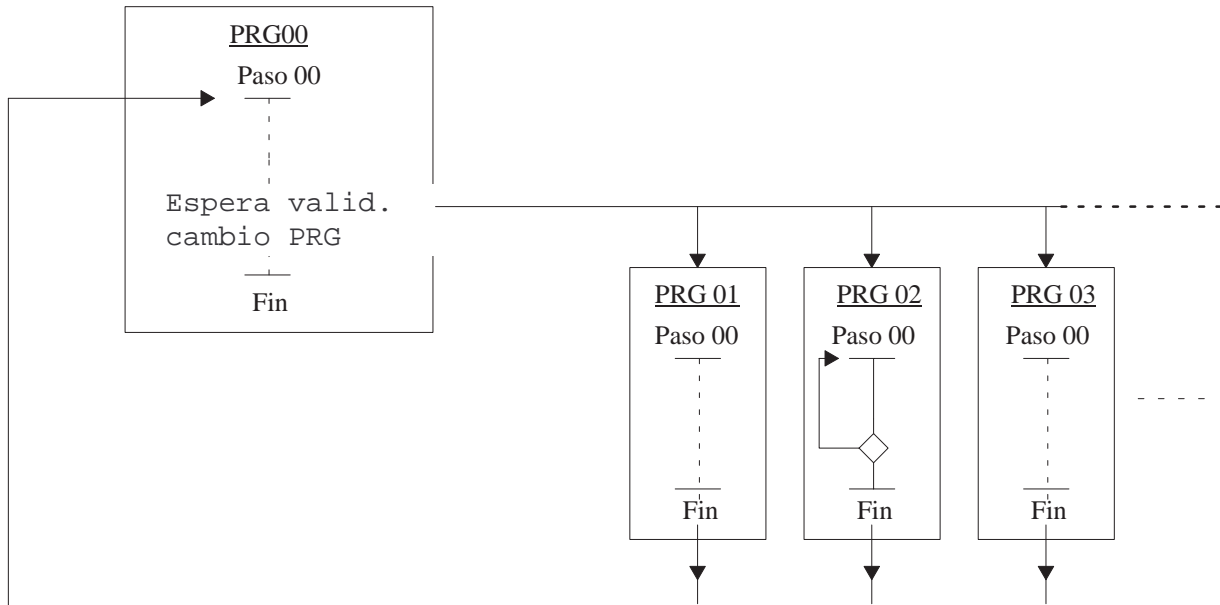 PRG00
Paso 00
Espera valid.
cambio PRG
Fin
PRG 01
Paso 00
Fin
PRG 02
Paso 00
Fin
PRG 03
Paso 00
Fin